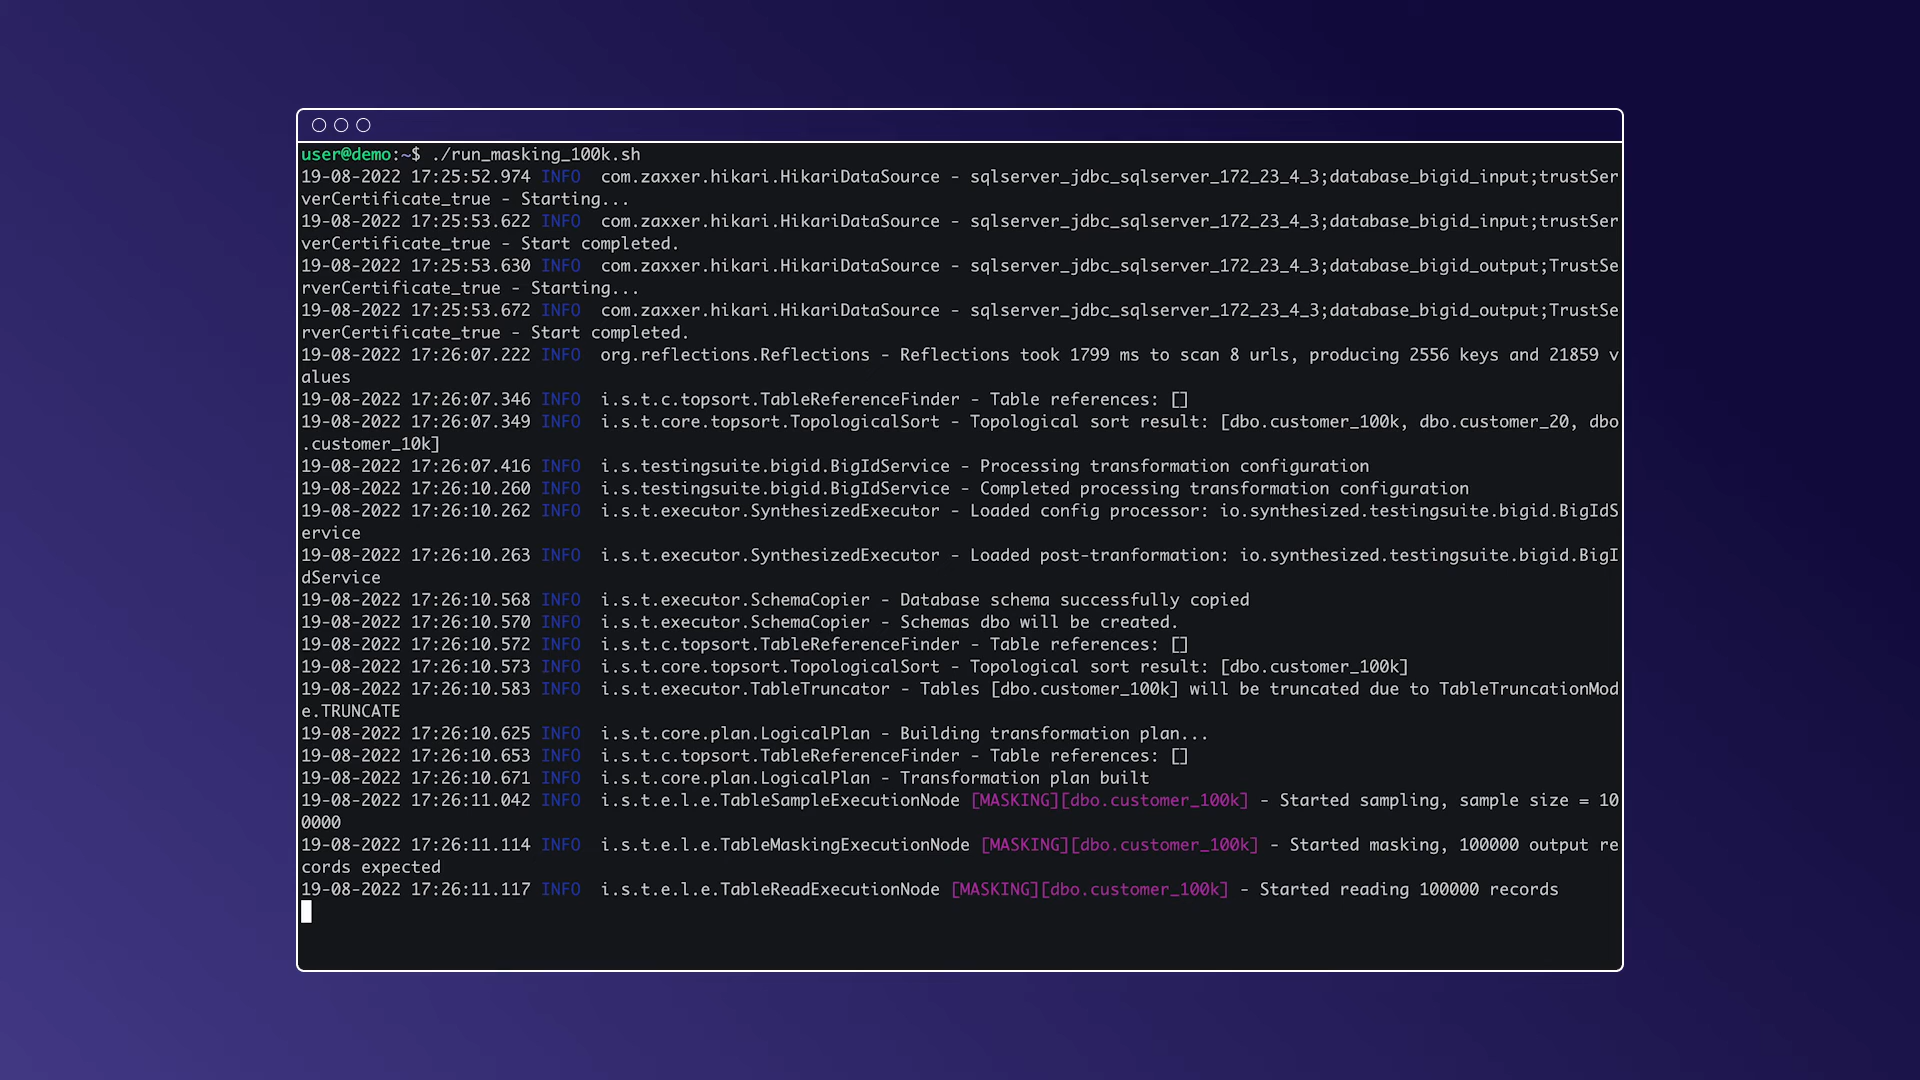 user@demo:~$ ./run_masking_100k.sh
19-08-2022 17:25:52.974 INFO  com.zaxxer.hikari.HikariDataSource - sqlserver_jdbc_sqlserver_172_23_4_3;database_bigid_input;trustSer
verCertificate_true - Starting...
19-08-2022 17:25:53.622 INFO  com.zaxxer.hikari.HikariDataSource - sqlserver_jdbc_sqlserver_172_23_4_3;database_bigid_input;trustSer
verCertificate_true - Start completed.
19-08-2022 17:25:53.630 INFO  com.zaxxer.hikari.HikariDataSource - sqlserver_jdbc_sqlserver_172_23_4_3;database_bigid_output;TrustSe
rverCertificate_true - Starting...
19-08-2022 17:25:53.672 INFO  com.zaxxer.hikari.HikariDataSource - sqlserver_jdbc_sqlserver_172_23_4_3;database_bigid_output;TrustSe
rverCertificate_true - Start completed.
19-08-2022 17:26:07.222 INFO  org.reflections.Reflections - Reflections took 1799 ms to scan 8 urls, producing 2556 keys and 21859 v
alues
19-08-2022 17:26:07.346 INFO  i.s.t.c.topsort.TableReferenceFinder - Table references: []
19-08-2022 17:26:07.349 INFO  i.s.t.core.topsort.TopologicalSort - Topological sort result: [dbo.customer_100k, dbo.customer_20, dbo
.customer_10k]
19-08-2022 17:26:07.416 INFO  i.s.testingsuite.bigid.BigIdService - Processing transformation configuration
19-08-2022 17:26:10.260 INFO  i.s.testingsuite.bigid.BigIdService - Completed processing transformation configuration
19-08-2022 17:26:10.262 INFO  i.s.t.executor.SynthesizedExecutor - Loaded config processor: io.synthesized.testingsuite.bigid.BigIdS
ervice
19-08-2022 17:26:10.263 INFO  i.s.t.executor.SynthesizedExecutor - Loaded post-tranformation: io.synthesized.testingsuite.bigid.BigI
dService
19-08-2022 17:26:10.568 INFO  i.s.t.executor.SchemaCopier - Database schema successfully copied
19-08-2022 17:26:10.570 INFO  i.s.t.executor.SchemaCopier - Schemas dbo will be created.
19-08-2022 17:26:10.572 INFO  i.s.t.c.topsort.TableReferenceFinder - Table references: []
19-08-2022 17:26:10.573 INFO  i.s.t.core.topsort.TopologicalSort - Topological sort result: [dbo.customer_100k]
19-08-2022 17:26:10.583 INFO  i.s.t.executor.TableTruncator - Tables [dbo.customer_100k] will be truncated due to TableTruncationMod
e.TRUNCATE
19-08-2022 17:26:10.625 INFO  i.s.t.core.plan.LogicalPlan - Building transformation plan...
19-08-2022 17:26:10.653 INFO  i.s.t.c.topsort.TableReferenceFinder - Table references: []
19-08-2022 17:26:10.671 INFO  i.s.t.core.plan.LogicalPlan - Transformation plan built
19-08-2022 17:26:11.042 INFO  i.s.t.e.l.e.TableSampleExecutionNode [MASKING][dbo.customer_100k] - Started sampling, sample size = 10
0000
19-08-2022 17:26:11.114 INFO  i.s.t.e.l.e.TableMaskingExecutionNode [MASKING][dbo.customer_100k] - Started masking, 100000 output re
cords expected
19-08-2022 17:26:11.117 INFO  i.s.t.e.l.e.TableReadExecutionNode [MASKING][dbo.customer_100k] - Started reading 100000 records